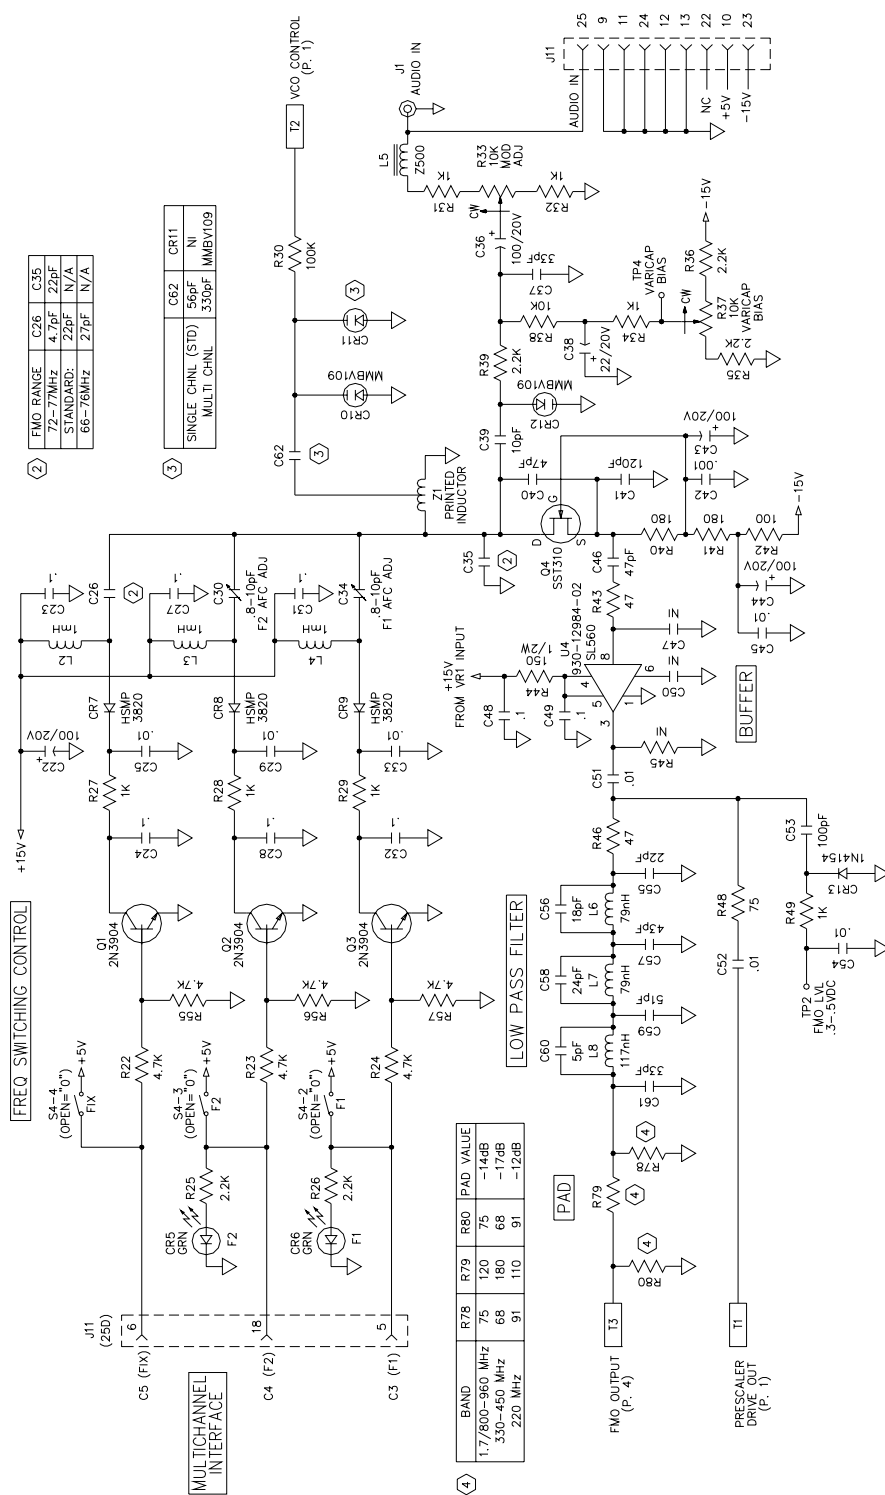 FREQ SWITCHING CONTROL
MULTICHANNEL
INTERFACE
J11
(25D)
6
C5 (FIX)
18
C4 (F2)
5
C3 (F1)
S4-4
(OPEN="0")
FIX
+5V
R22
4.7K
4.7K
R55
Q1
2N3904
C24
.1
R27
1K
C25
.01
CR7
HSMP
3820
+15V
C22
100/20V
+
L2
1mH
C23
.1
C26
2
S4-3
(OPEN="0")
F2
+5V
CR5
GRN
F2
R25
2.2K
R23
4.7K
4.7K
R56
Q2
2N3904
C28
.1
R28
1K
C29
.01
CR8
HSMP
3820
L3
1mH
C27
.1
C30
.8-10pF
F2 AFC ADJ
S4-2
(OPEN="0")
F1
+5V
CR6
GRN
F1
R26
2.2K
R24
4.7K
4.7K
R57
Q3
2N3904
C32
.1
R29
1K
C33
.01
CR9
HSMP
3820
L4
1mH
C31
.1
C34
.8-10pF
F1 AFC ADJ
2
FMO RANGE C26 C35
72-77MHz 4.7pF 22pF
STANDARD: 22pF N/A
66-76MHz 27pF N/A
3
C62 CR11
SINGLE CHNL (STD) 56pF NI
MULTI CHNL 330pF MMBV109
C62
3
MMBV109
CR10
CR11
3
R30
100K
T2
VCO CONTROL
(P. 1)
Z1
PRINTED
INDUCTOR
C35
2
4
BAND R78 R79 R80 PAD VALUE
1.7/800-960 MHz 75 120 75 -14dB
330-450 MHz 68 180 68 -17dB
220 MHz 91 110 91 -12dB
J1
AUDIO IN
L5
Z500
R31
1K
R33
10K
MOD
ADJ
CW
R32
1K
C36
+
100/20V
C37
33pF
R38
10K
R39
2.2K
C39
10pF
MMBV109
CR12
C38
+
22/20V
R34
1K
TP4
VARICAP
BIAS
CW
R37
10K
VARICAP
BIAS
R36
2.2K
-15V
R35
2.2K
J11
AUDIO IN
25
9
11
24
12
13
NC
22
+5V
10
-15V
23
C40
47pF
C41
120pF
D
G
S
Q4
SST310
C46
47pF
R43
47
R40
180
R41
180
R42
100
-15V
C42
.001
C43
100/20V
+
C44
100/20V
+
C45
.01
U4
930-12984-02
SL560
8
4
5
3
1
6
+15V
FROM VR1 INPUT
R44
150
1/2W
C48
.1
C49
.1
C47
NI
C50
NI
BUFFER
R45
NI
C51
.01
LOW PASS FILTER
R46
47
C55
22pF
C56
18pF
L6
79nH
C57
43pF
C58
24pF
L7
79nH
C59
51pF
C60
5pF
L8
117nH
C61
33pF
PAD
R78
4
R79
4
R80
4
T3
FMO OUTPUT
(P. 4)
T1
PRESCALER
DRIVE OUT
(P. 1)
C52
.01
R48
75
C53
100pF
1N4154
CR13
R49
1K
C54
.01
TP2
FMO LVL
.3-.5VDC